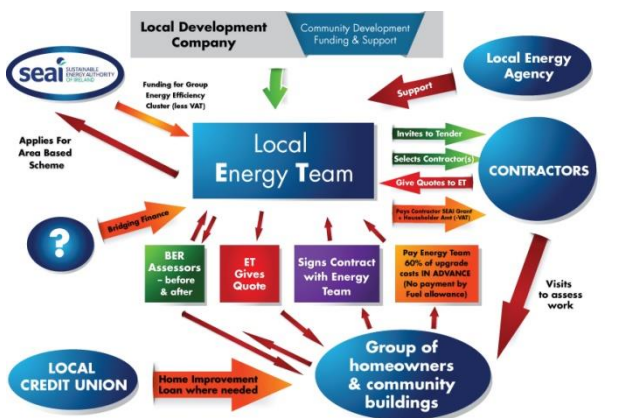 Local Development
Company
Community Development
Funding & Support
seai SUSTAINABLE
ENERGY AUTHORITY
OF IRELAND
Funding for Group
Energy Efficiency
Cluster (less VAT)
Support
Local Energy
Agency
Applies For
Area Based
Scheme
Local
Energy Team
Invites to Tender
Selects Contractor(s)
Give Quotes to ET
Pays Contractor SEAI Grant
+ Householder Amt (-VAT)
CONTRACTORS
?
Bridging Finance
BER
Assessors
– before
& after
ET
Gives
Quote
Signs Contract
with Energy
Team
Pay Energy Team
60% of upgrade
costs IN ADVANCE
(No payment by
Fuel allowance)
Visits
to assess
work
LOCAL
CREDIT UNION
Home Improvement
Loan where needed
Group of
homeowners
& community
buildings